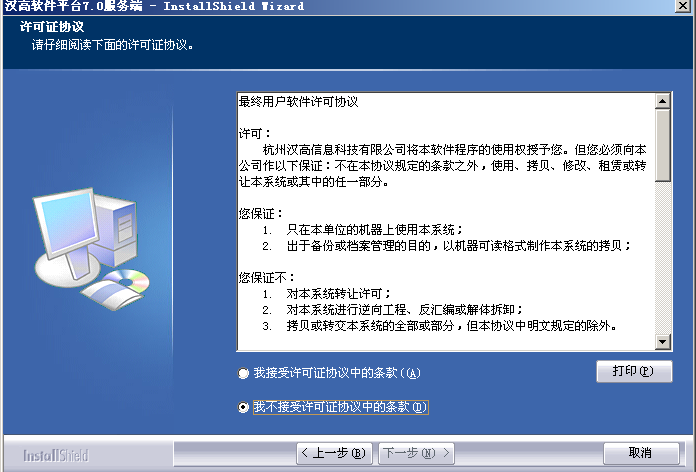 汉高软件平台7.0服务端 - InstallShield Wizard
许可证协议
请仔细阅读下面的许可证协议。
最终用户软件许可协议
许可：
杭州汉高信息科技有限公司将本软件程序的使用权授予您。但您必须向本
公司作以下保证：不在本协议规定的条款之外，使用、拷贝、修改、租赁或转
让本系统或其中的任一部分。
您保证：
1. 只在本单位的机器上使用本系统；
2. 出于备份或档案管理的目的，以机器可读格式制作本系统的拷贝；
您保证不：
1. 对本系统转让许可；
2. 对本系统进行逆向工程、反汇编或解体拆卸；
3. 拷贝或转交本系统的全部或部分，但本协议中明文规定的除外。
我接受许可证协议中的条款((A)
打印(P)
我不接受许可证协议中的条款(D)
InstallShield
< 上一步(B)
下一步(N) >
取消